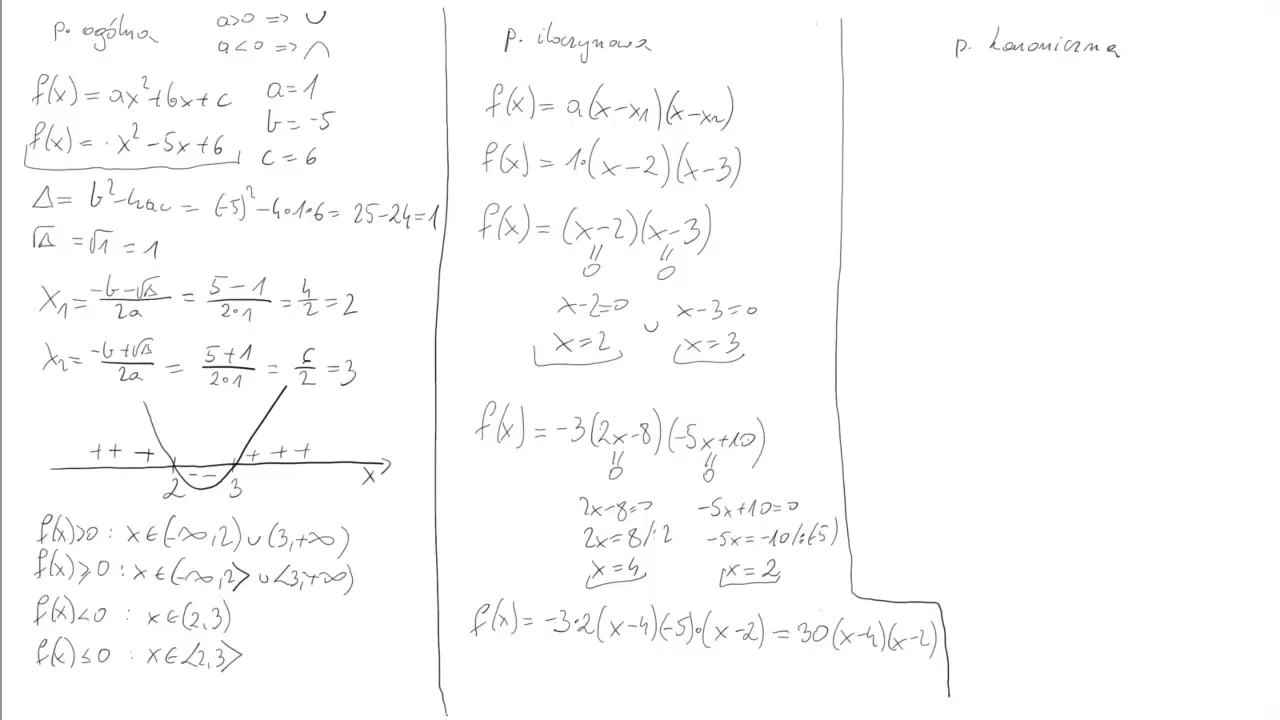 p. ogólna
a>0 => ∪
a<0 => ∩
f(x) = ax²+bx+c
a=1
f(x) = x² - 5x + 6
b = -5
c = 6
Δ = b²-4ac = (-5)² - 4·1·6 = 25 - 24 = 1
√Δ = √1 = 1
x₁ = (-b-√Δ)/2a = (5-1)/(2·1) = 4/2 = 2
x₂ = (-b+√Δ)/2a = (5+1)/(2·1) = 6/2 = 3
+ + + + + +
- -
2 3 x
f(x)>0 : x∈(-∞,2)∪(3,+∞)
f(x)≥0 : x∈(-∞,2>∪<3,+∞)
f(x)<0 : x∈(2,3)
f(x)≤0 : x∈<2,3>
p. iloczynowa
f(x) = a(x-x₁)(x-x₂)
f(x) = 1·(x-2)(x-3)
f(x) = (x-2)(x-3)
= =
0 0
x-2=0 ∪ x-3=0
x=2 x=3
f(x) = -3(2x-8)(-5x+10)
= =
0 0
2x-8=0 -5x+10=0
2x=8/:2 -5x=-10/:(-5)
x=4 x=2
f(x) = -3·2(x-4)(-5)·(x-2) = 30(x-4)(x-2)
p. kanoniczna